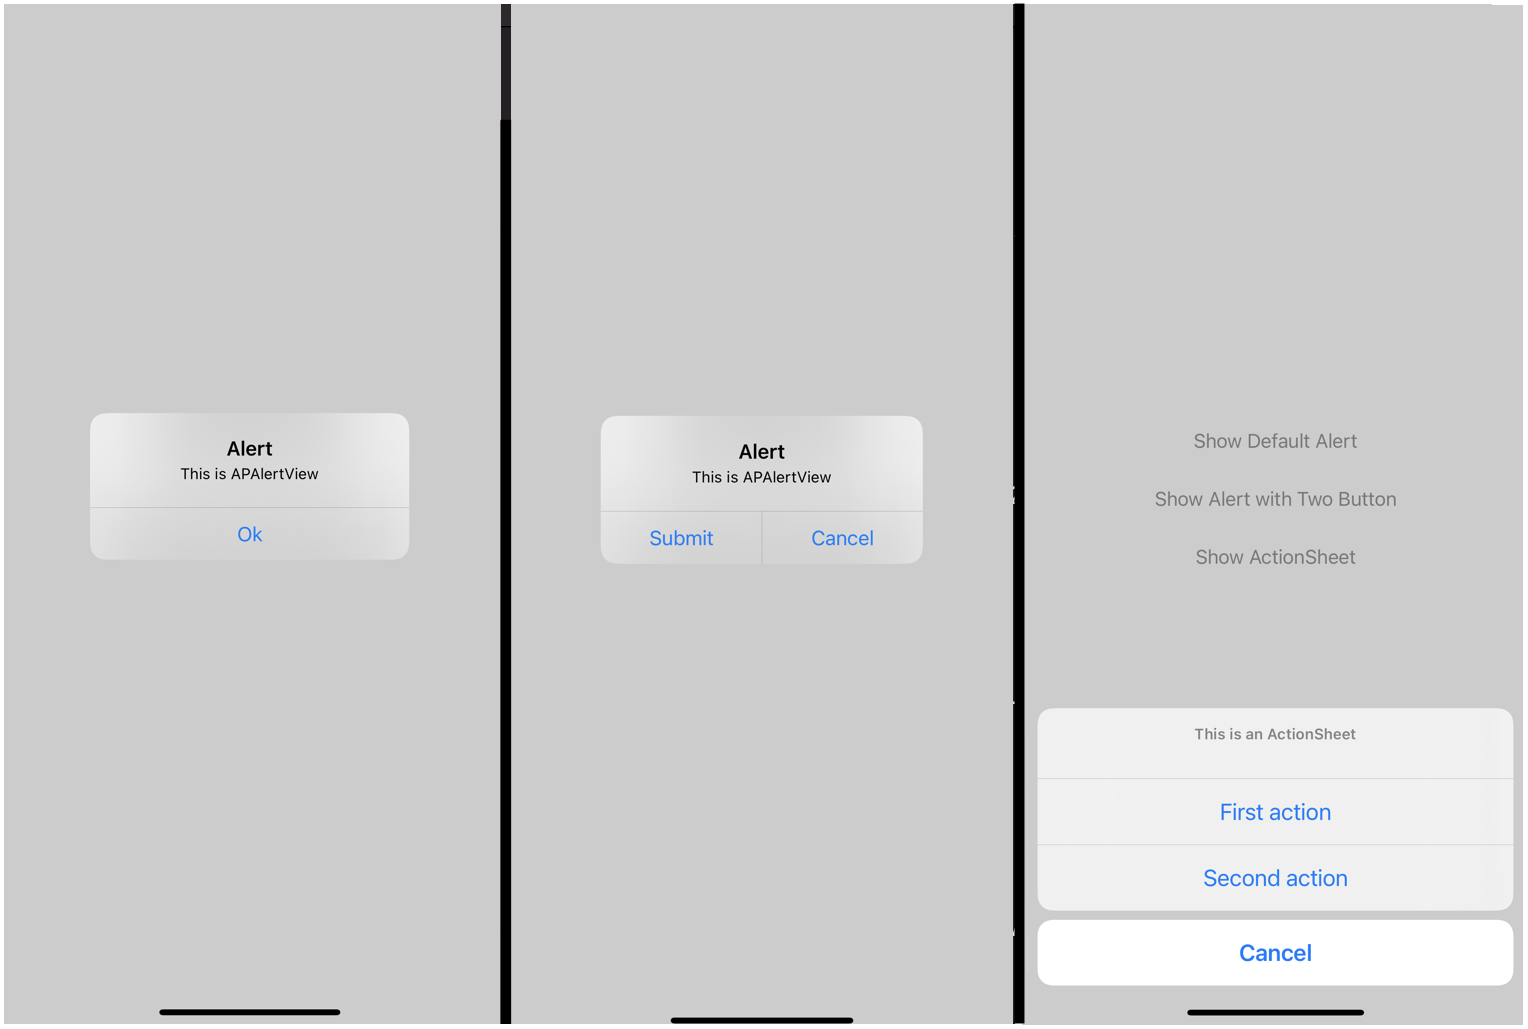 Alert
This is APAlertView
Ok
Alert
This is APAlertView
Submit
Cancel
Show Default Alert
Show Alert with Two Button
Show ActionSheet
This is an ActionSheet
First action
Second action
Cancel